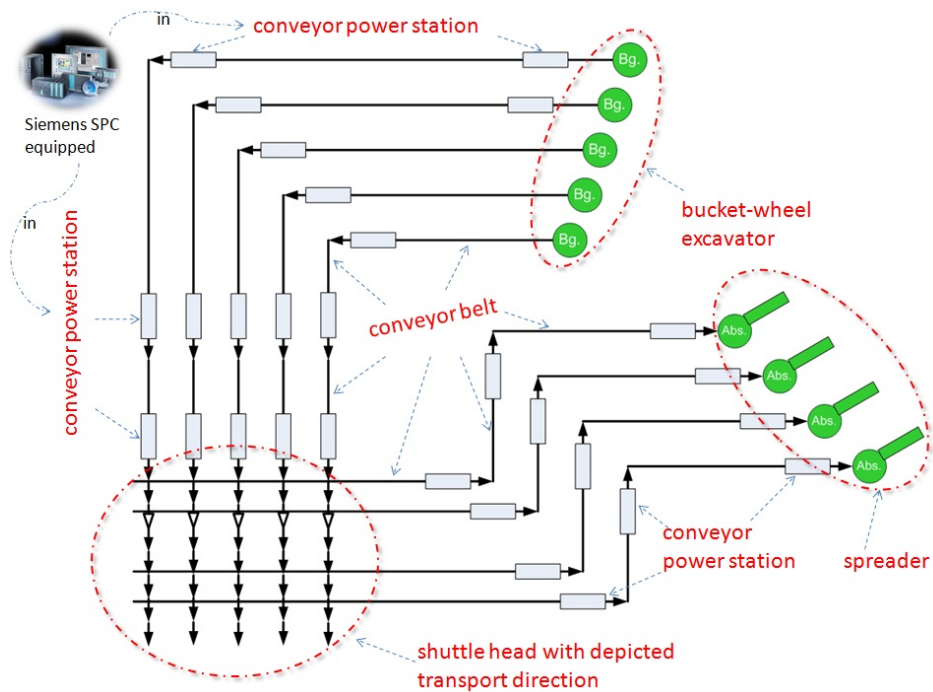 in
conveyor power station
Bg.
Siemens SPC
equipped
Bg.
Bg.
Bg.
bucket-wheel
excavator
in
Bg.
conveyor power station
conveyor belt
Abs.
Abs.
Abs.
Abs.
conveyor
power station
spreader
shuttle head with depicted
transport direction